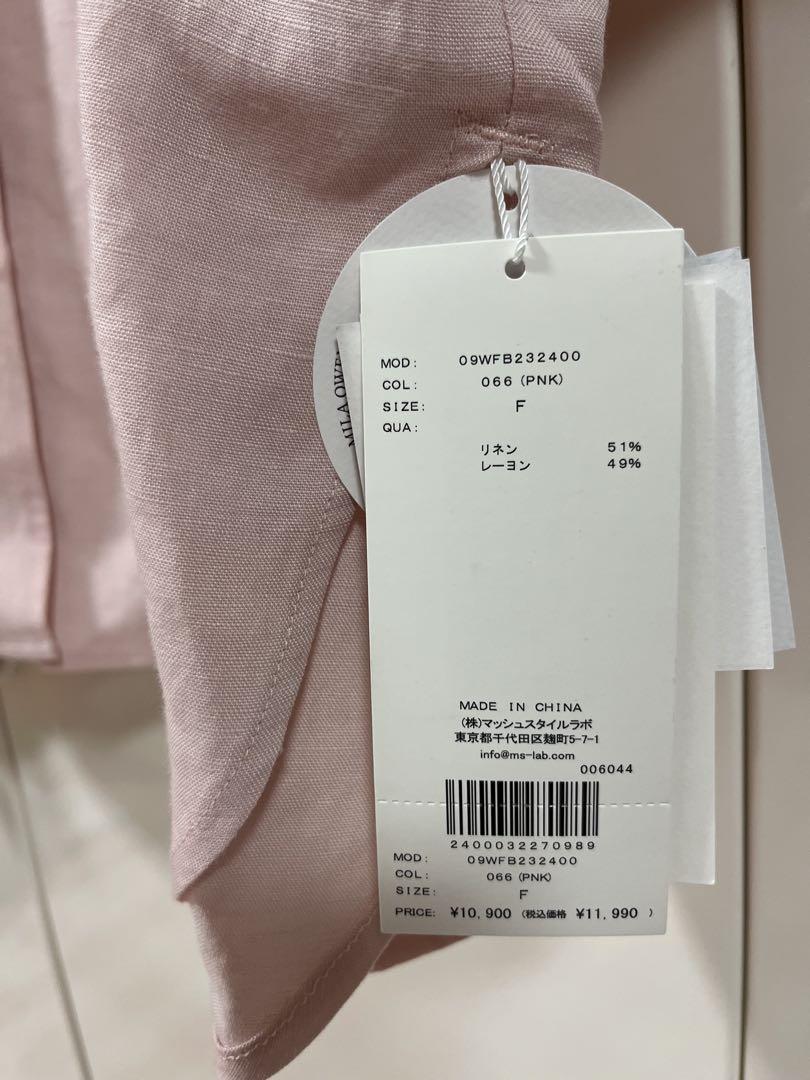 MILA OWEN
MOD: 09WFB232400
COL: 066 (PNK)
SIZE: F
QUA:
リネン 51%
レーヨン 49%
MADE IN CHINA
(株)マッシュスタイルラボ
東京都千代田区麹町5-7-1
info@ms-lab.com
006044
2400032270989
MOD: 09WFB232400
COL: 066 (PNK)
SIZE: F
PRICE: ¥10,900 (税込価格 ¥11,990 )